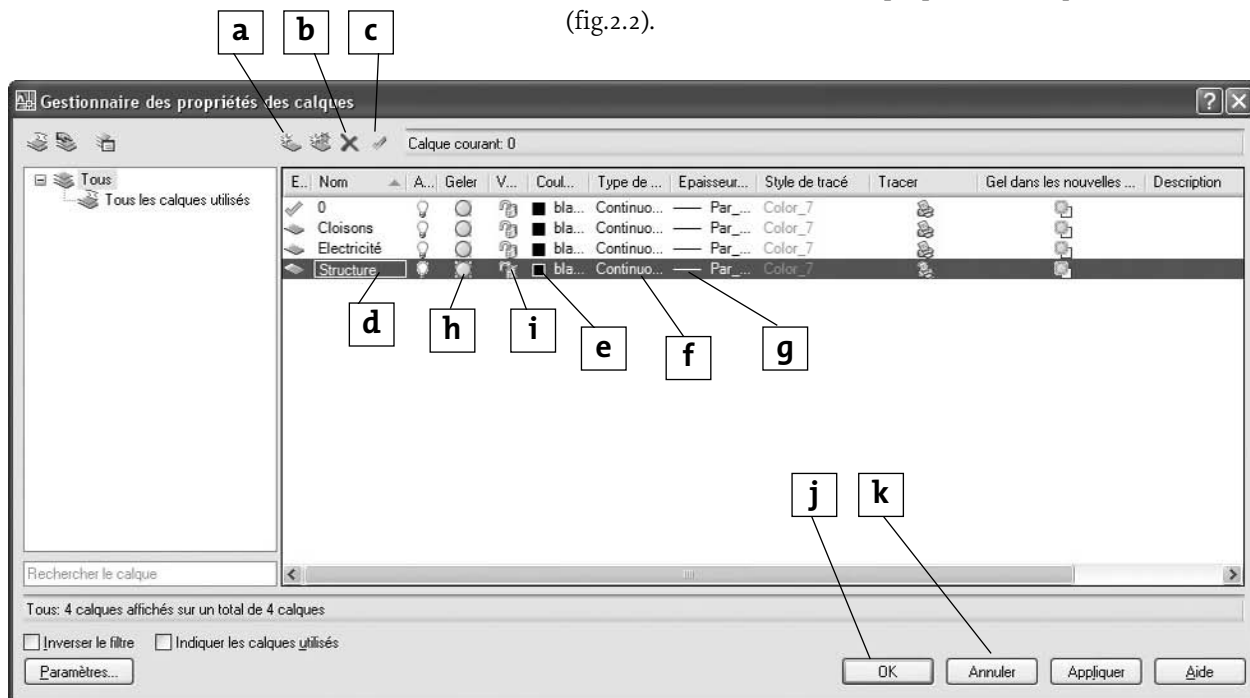 (fig.2.2).
a b c
Gestionnaire des propriétés des calques
Calque courant: 0
Tous
Tous les calques utilisés
E.. Nom A... Geler V... Coul... Type de ... Epaisseur... Style de tracé Tracer Gel dans les nouvelles ... Description
0 bla... Continuo... Par_... Color_7
Cloisons bla... Continuo... Par_... Color_7
Electricité bla... Continuo... Par_... Color_7
Structure bla... Continuo... Par_... Color_7
d h i e f g
j k
Rechercher le calque
Tous: 4 calques affichés sur un total de 4 calques
Inverser le filtre Indiquer les calques utilisés
Paramètres... OK Annuler Appliquer Aide